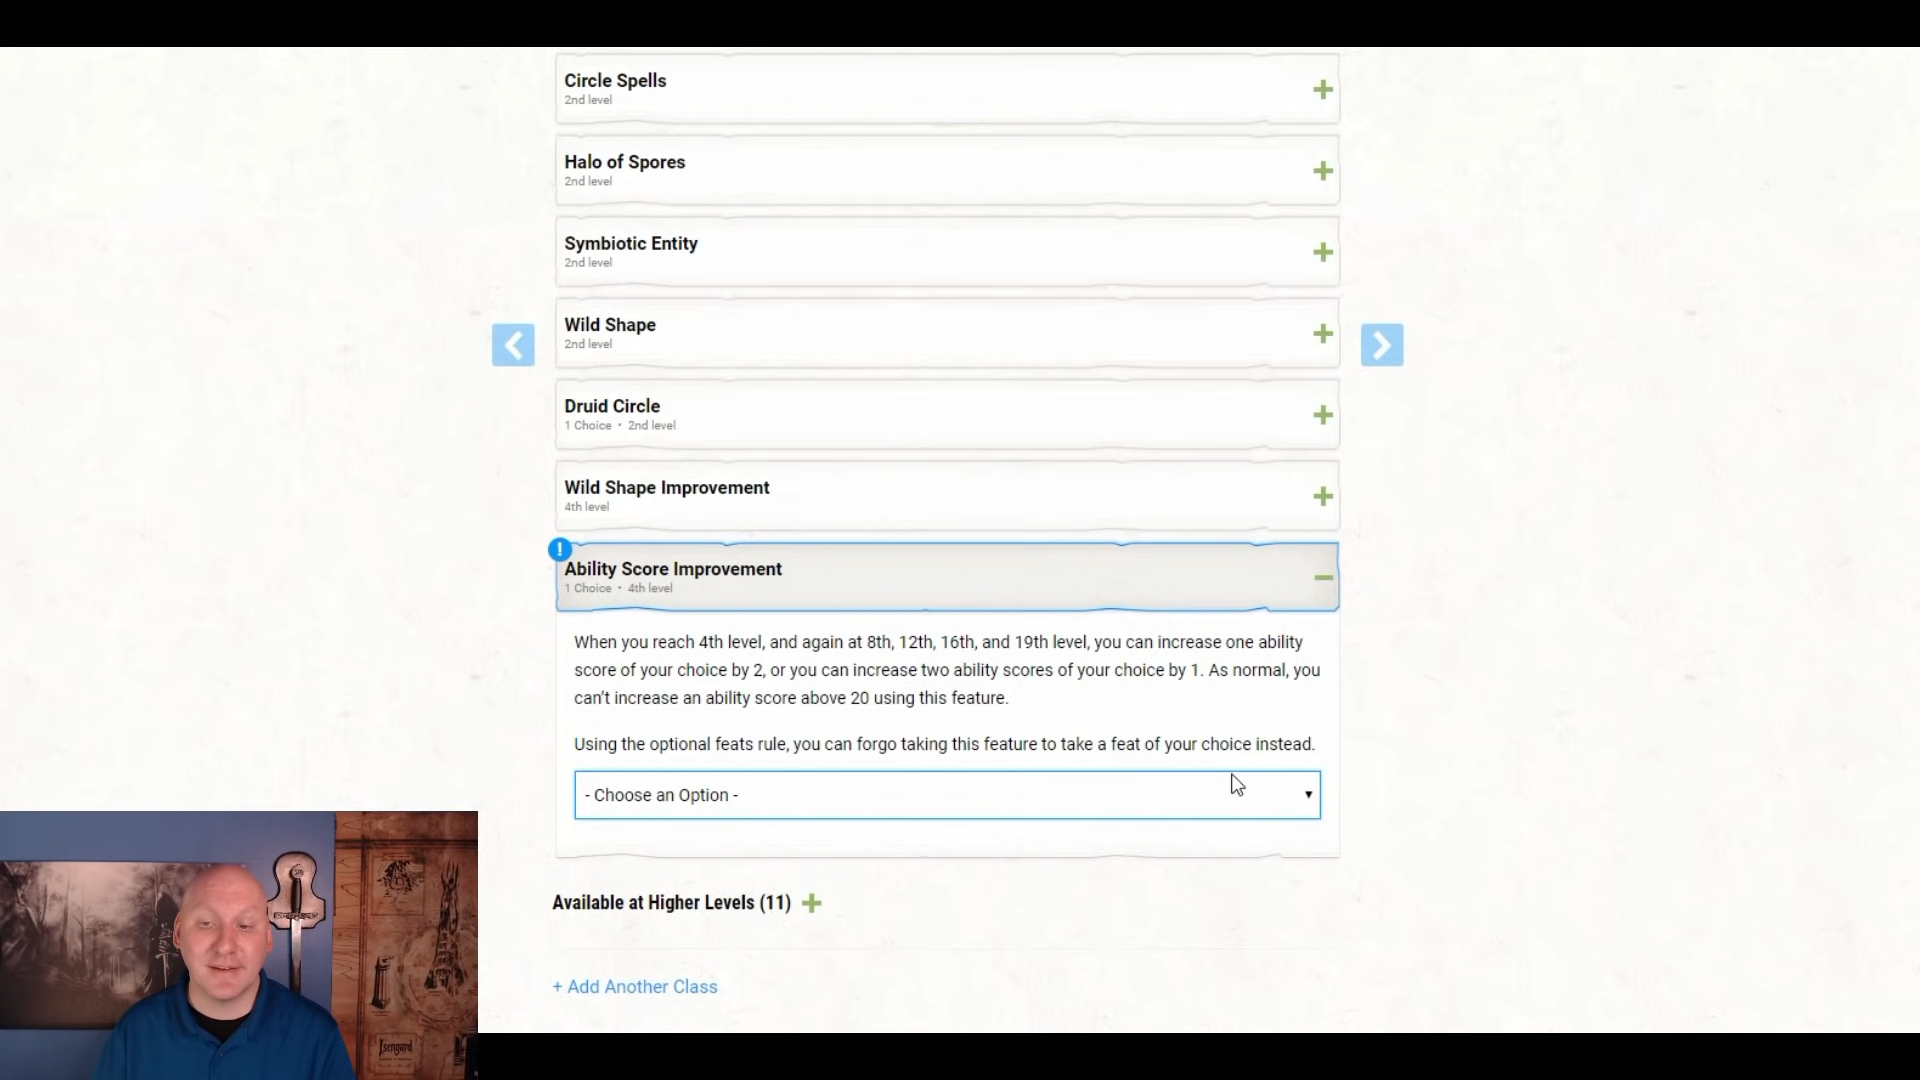 Circle Spells
2nd level
Halo of Spores
2nd level
Symbiotic Entity
2nd level
Wild Shape
2nd level
Druid Circle
1 Choice • 2nd level
Wild Shape Improvement
4th level
!
Ability Score Improvement
1 Choice • 4th level
When you reach 4th level, and again at 8th, 12th, 16th, and 19th level, you can increase one ability
score of your choice by 2, or you can increase two ability scores of your choice by 1. As normal, you
can't increase an ability score above 20 using this feature.
Using the optional feats rule, you can forgo taking this feature to take a feat of your choice instead.
- Choose an Option -
Available at Higher Levels (11)
+ Add Another Class
Isengard